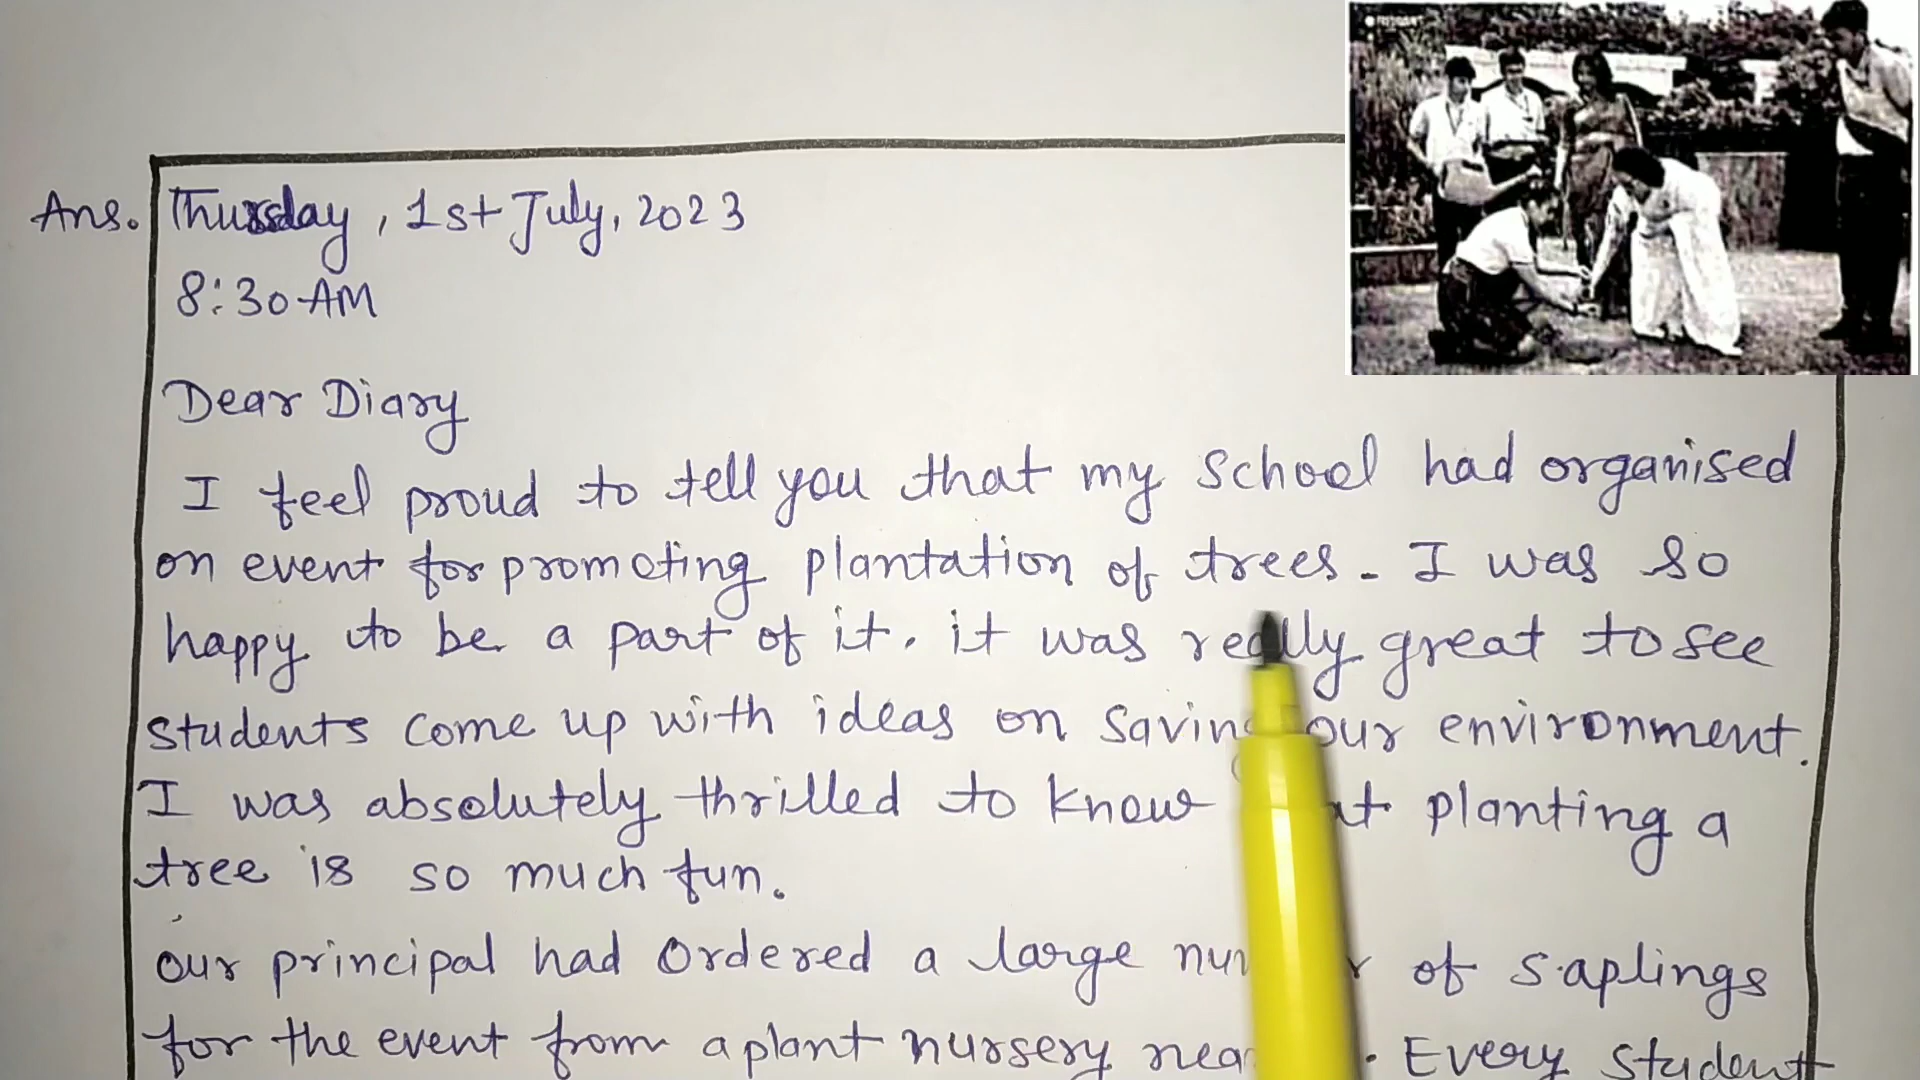 Ans. Thursday, 1st July, 2023
8:30 AM
Dear Diary
I feel proud to tell you that my school had organised
on event for promoting plantation of trees. I was so
happy to be a part of it. it was really great to see
students come up with ideas on saving our environment.
I was absolutely thrilled to know planting a
tree is so much fun.
our principal had ordered a large of saplings
for the event from a plant nursery . Every student